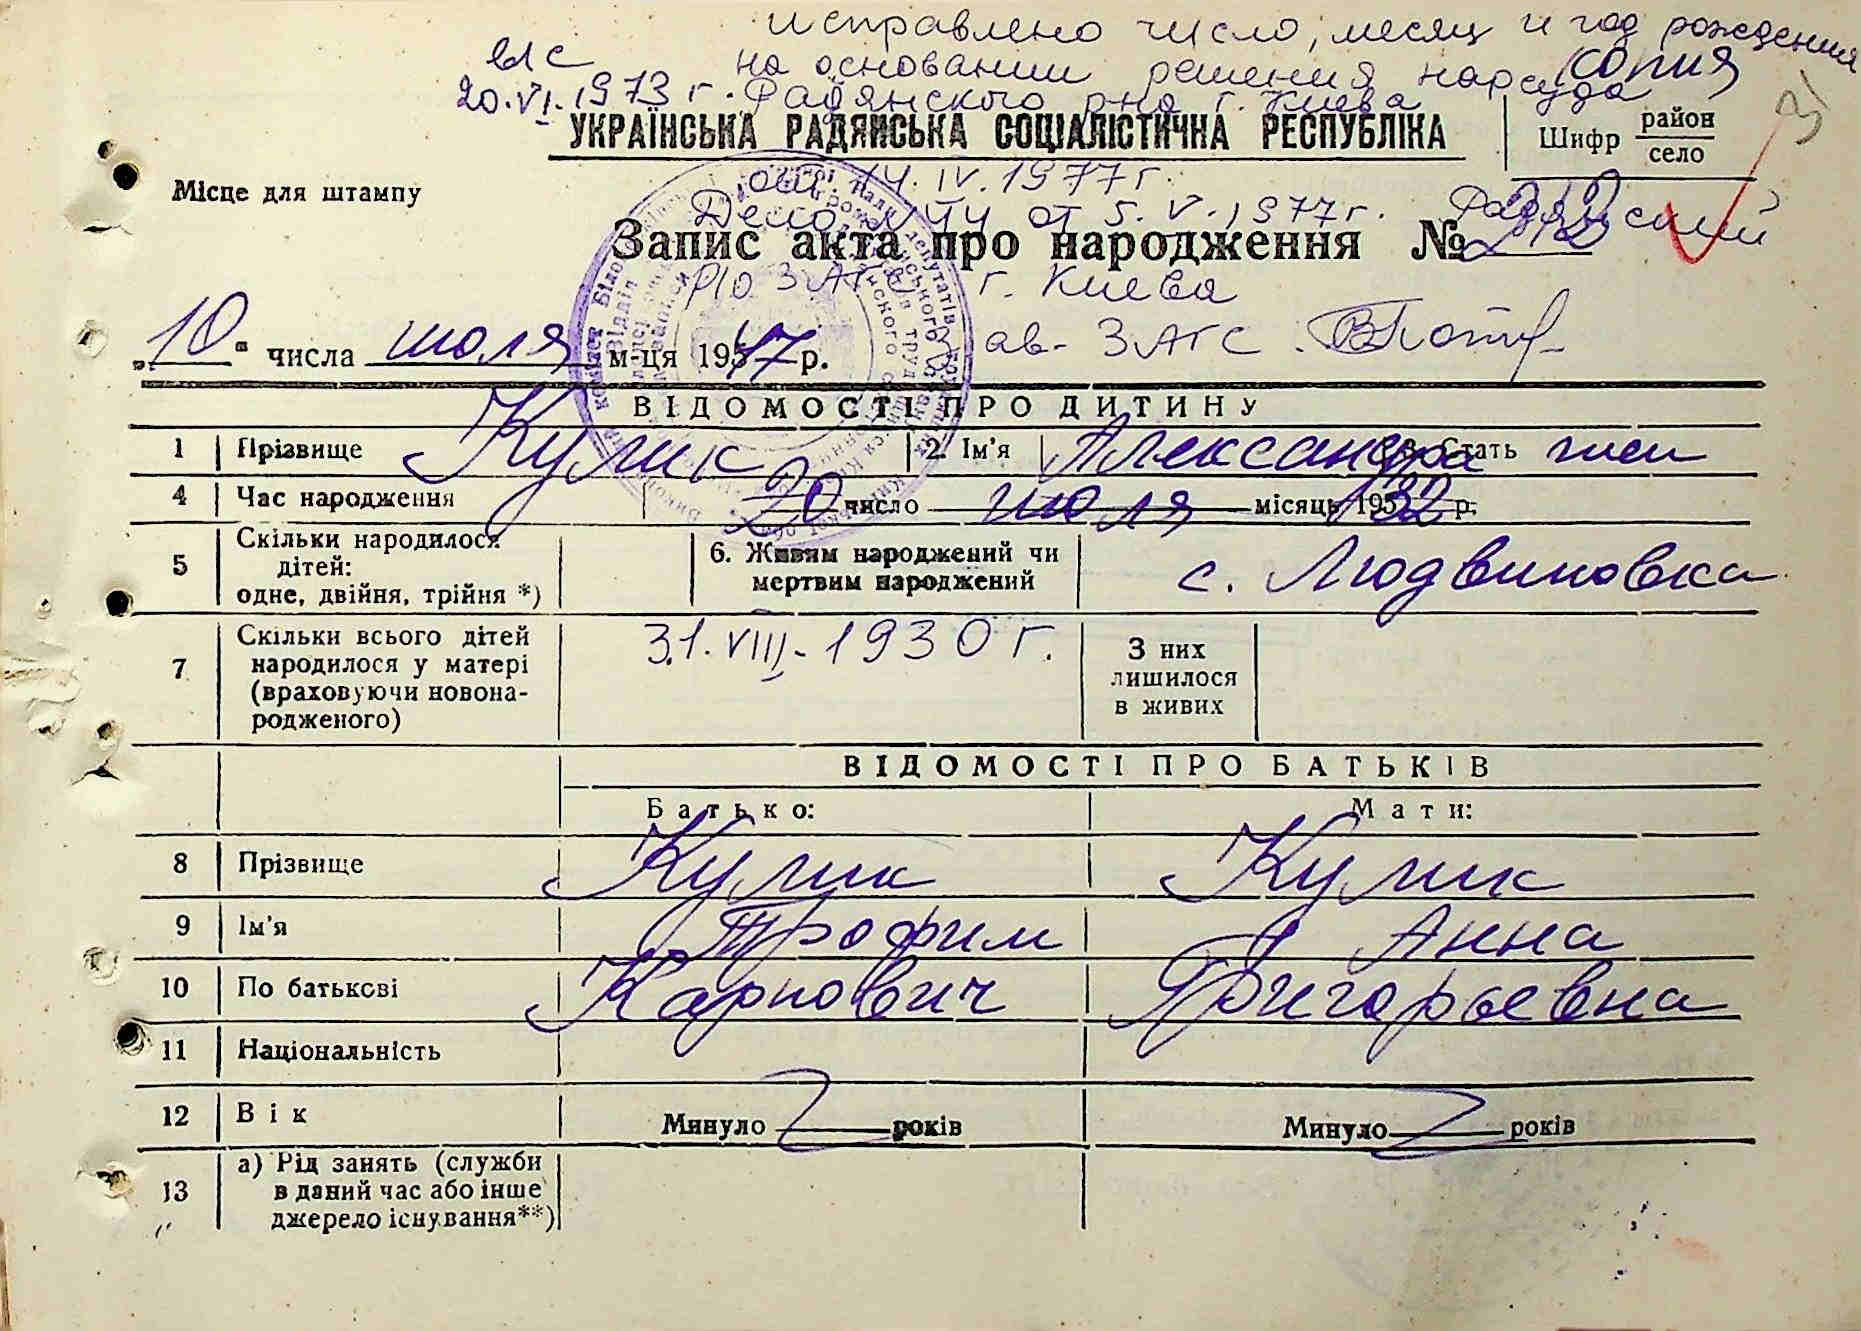 исправлено число, месяц и год рождения
на основании решения нарсуда
копия
20.VI.1973 г. Радянского рна г. Киева
УКРАЇНСЬКА РАДЯНСЬКА СОЦІАЛІСТИЧНА РЕСПУБЛІКА
Шифр район
село
Місце для штампу
от 14.IV.1977 г.
Дело от 5.V.1977 г. Радянский
Запис акта про народження №
р/о ЗАГС г. Киева
„10“ числа июля м-ця 1947 р.
ЗАГС
ВІДОМОСТІ ПРО ДИТИНУ
1 Прізвище Кулик 2. Ім'я Александра 3. Стать жен
4 Час народження 20 число июля місяць 1932 р.
5 Скільки народилося дітей: одне, двійня, трійня *)
6. Живим народжений чи мертвим народжений с. Людвиновка
7 Скільки всього дітей народилося у матері (враховуючи новонародженого) 31.VIII-1930 г.
З них лишилося в живих
ВІДОМОСТІ ПРО БАТЬКІВ
Батько: Мати:
8 Прізвище Кулик Кулик
9 Ім'я Трофим Анна
10 По батькові Карпович Григорьевна
11 Національність
12 Вік Минуло років Минуло років
13 а) Рід занять (служби в даний час або інше джерело існування**)